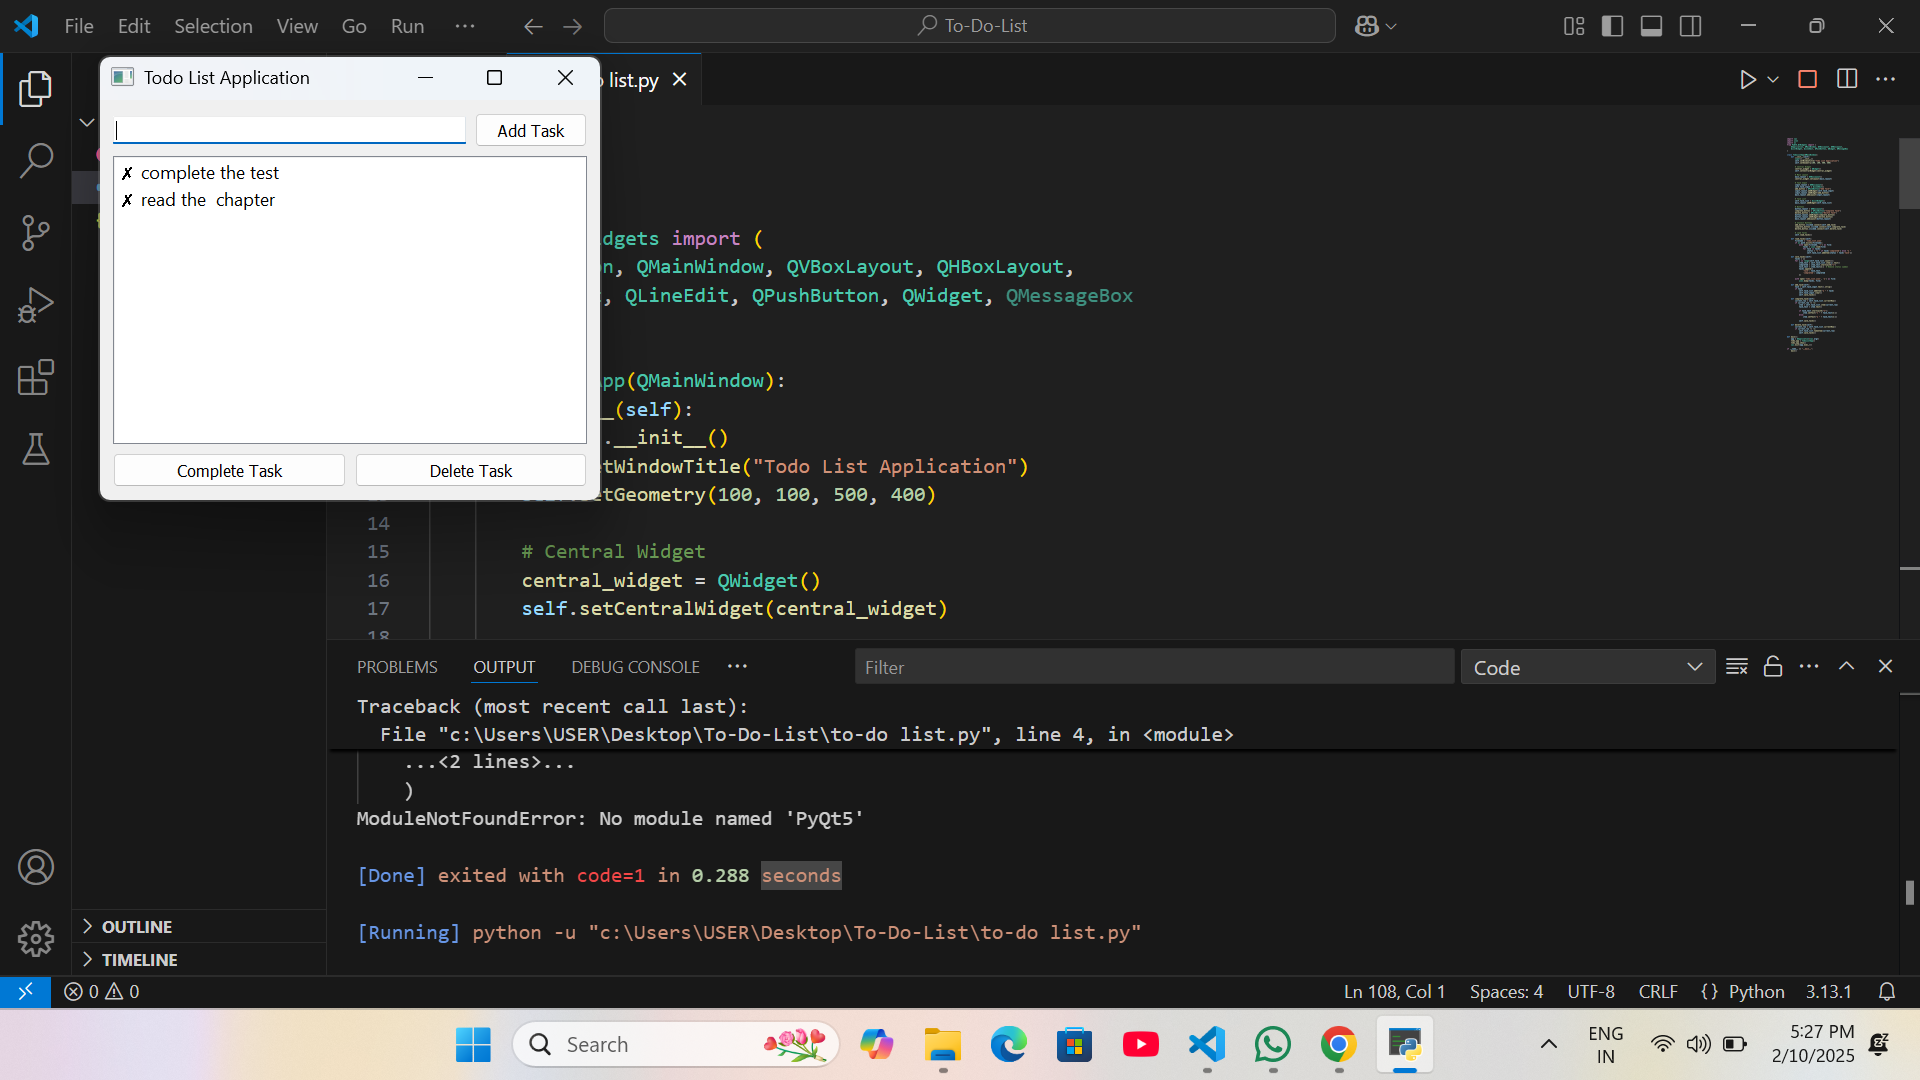 File Edit Selection View Go Run ···
To-Do-List
Todo List Application
Add Task
✗ complete the test
✗ read the  chapter
Complete Task
Delete Task
list.py
dgets import (
n, QMainWindow, QVBoxLayout, QHBoxLayout,
, QLineEdit, QPushButton, QWidget, QMessageBox
pp(QMainWindow):
_(self):
.__init__()
tWindowTitle("Todo List Application")
etGeometry(100, 100, 500, 400)
14
15 # Central Widget
16 central_widget = QWidget()
17 self.setCentralWidget(central_widget)
18
PROBLEMS OUTPUT DEBUG CONSOLE ···
Filter
Code
Traceback (most recent call last):
File "c:\Users\USER\Desktop\To-Do-List\to-do list.py", line 4, in <module>
...<2 lines>...
)
ModuleNotFoundError: No module named 'PyQt5'
[Done] exited with code=1 in 0.288 seconds
[Running] python -u "c:\Users\USER\Desktop\To-Do-List\to-do list.py"
OUTLINE
TIMELINE
0 0
Ln 108, Col 1 Spaces: 4 UTF-8 CRLF {} Python 3.13.1
Search
ENG
IN
5:27 PM
2/10/2025